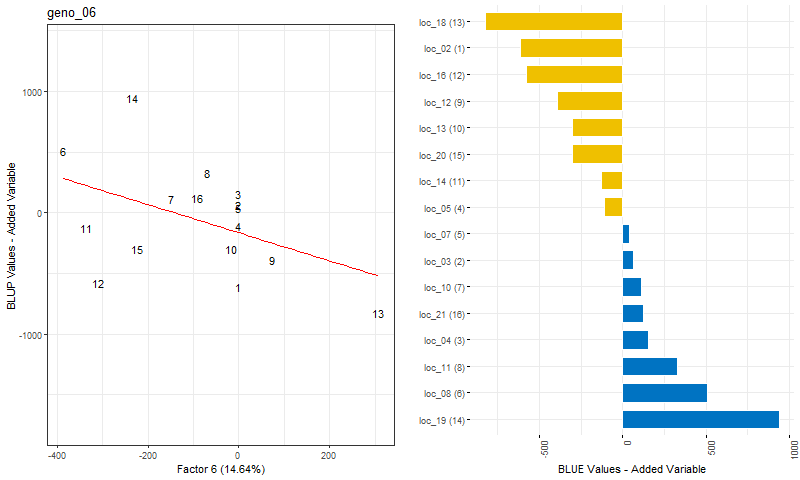 geno_06
BLUP Values - Added Variable
1000
0
-1000
14
6
8
3
7
16
2
5
4
11
15
10
9
12
1
13
-400
-200
0
200
Factor 6 (14.64%)
loc_18 (13)
loc_02 (1)
loc_16 (12)
loc_12 (9)
loc_13 (10)
loc_20 (15)
loc_14 (11)
loc_05 (4)
loc_07 (5)
loc_03 (2)
loc_10 (7)
loc_21 (16)
loc_04 (3)
loc_11 (8)
loc_08 (6)
loc_19 (14)
-500
0
500
1000
BLUE Values - Added Variable